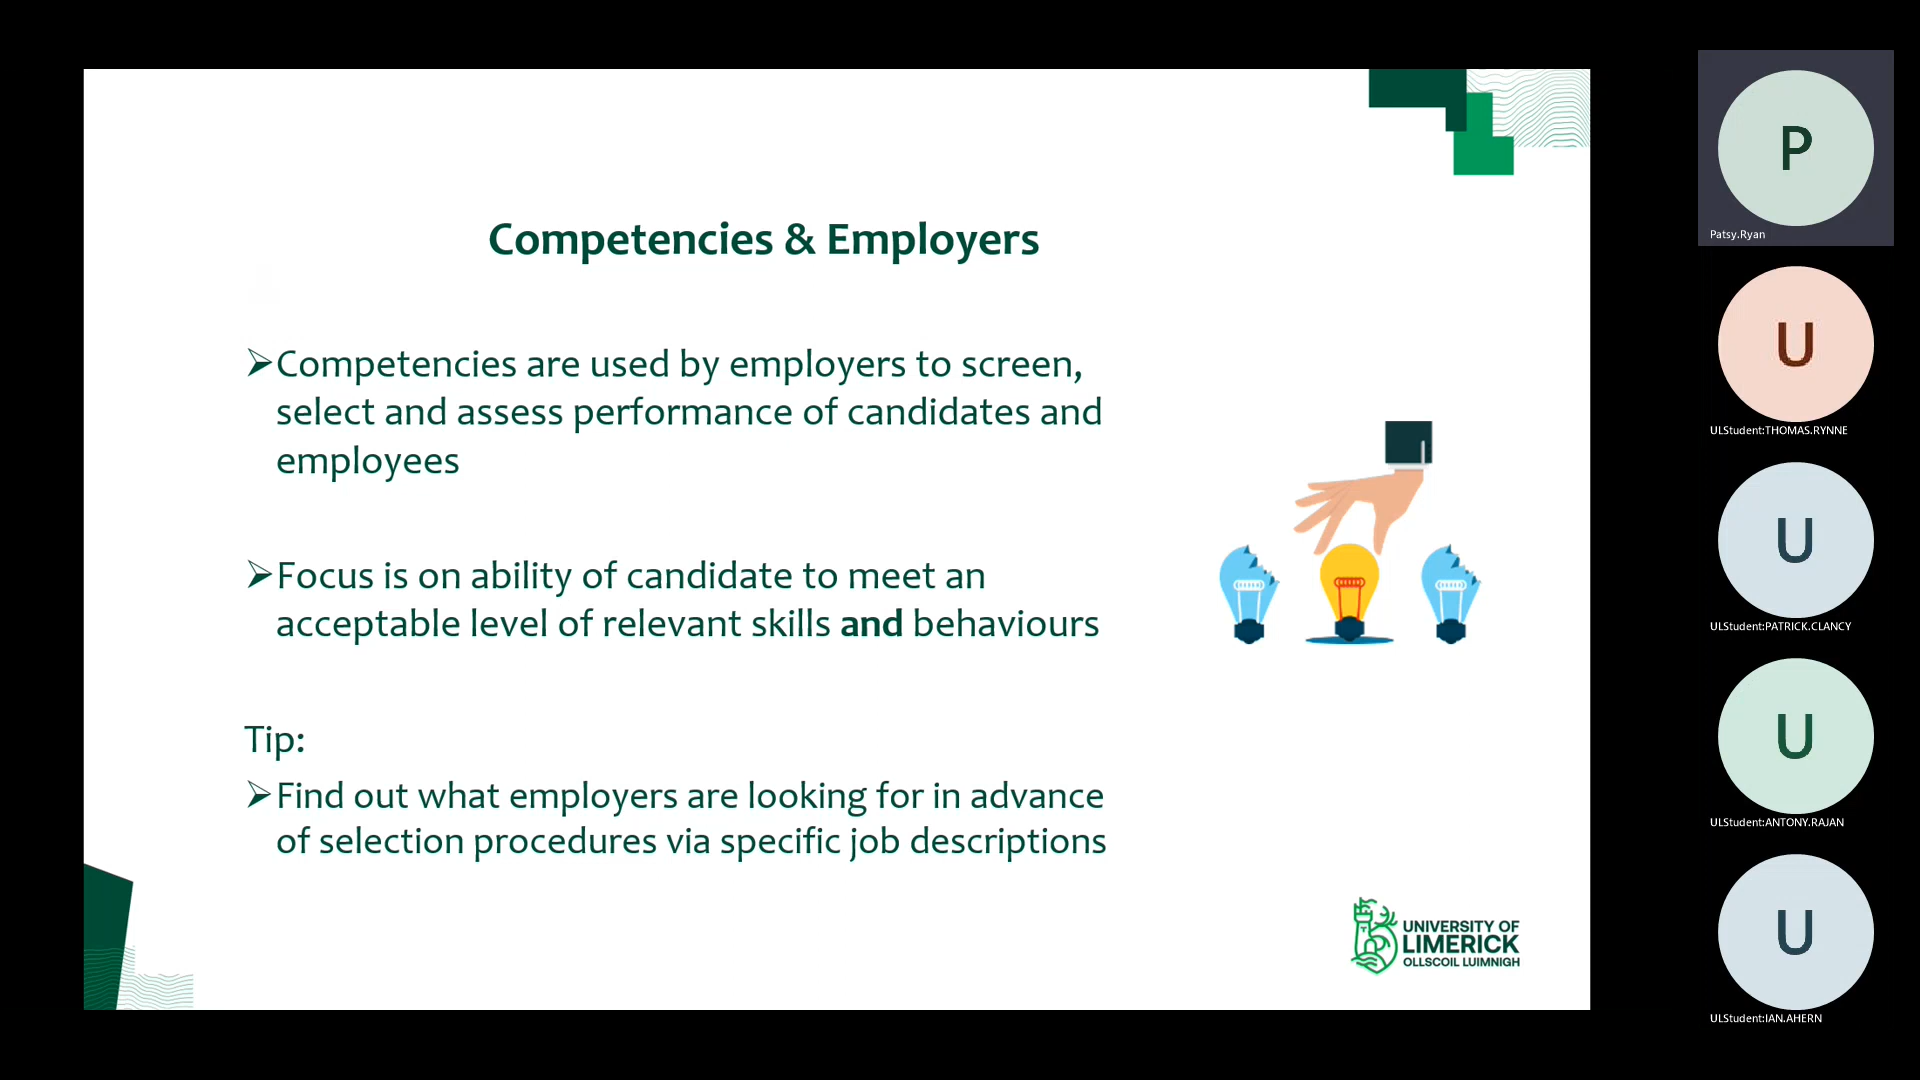 Competencies & Employers
➢Competencies are used by employers to screen,
select and assess performance of candidates and
employees
➢Focus is on ability of candidate to meet an
acceptable level of relevant skills and behaviours
Tip:
➢Find out what employers are looking for in advance
of selection procedures via specific job descriptions
UNIVERSITY OF
LIMERICK
OLLSCOIL LUIMNIGH
P
Patsy.Ryan
U
ULStudent:THOMAS.RYNNE
U
ULStudent:PATRICK.CLANCY
U
ULStudent:ANTONY.RAJAN
U
ULStudent:IAN.AHERN